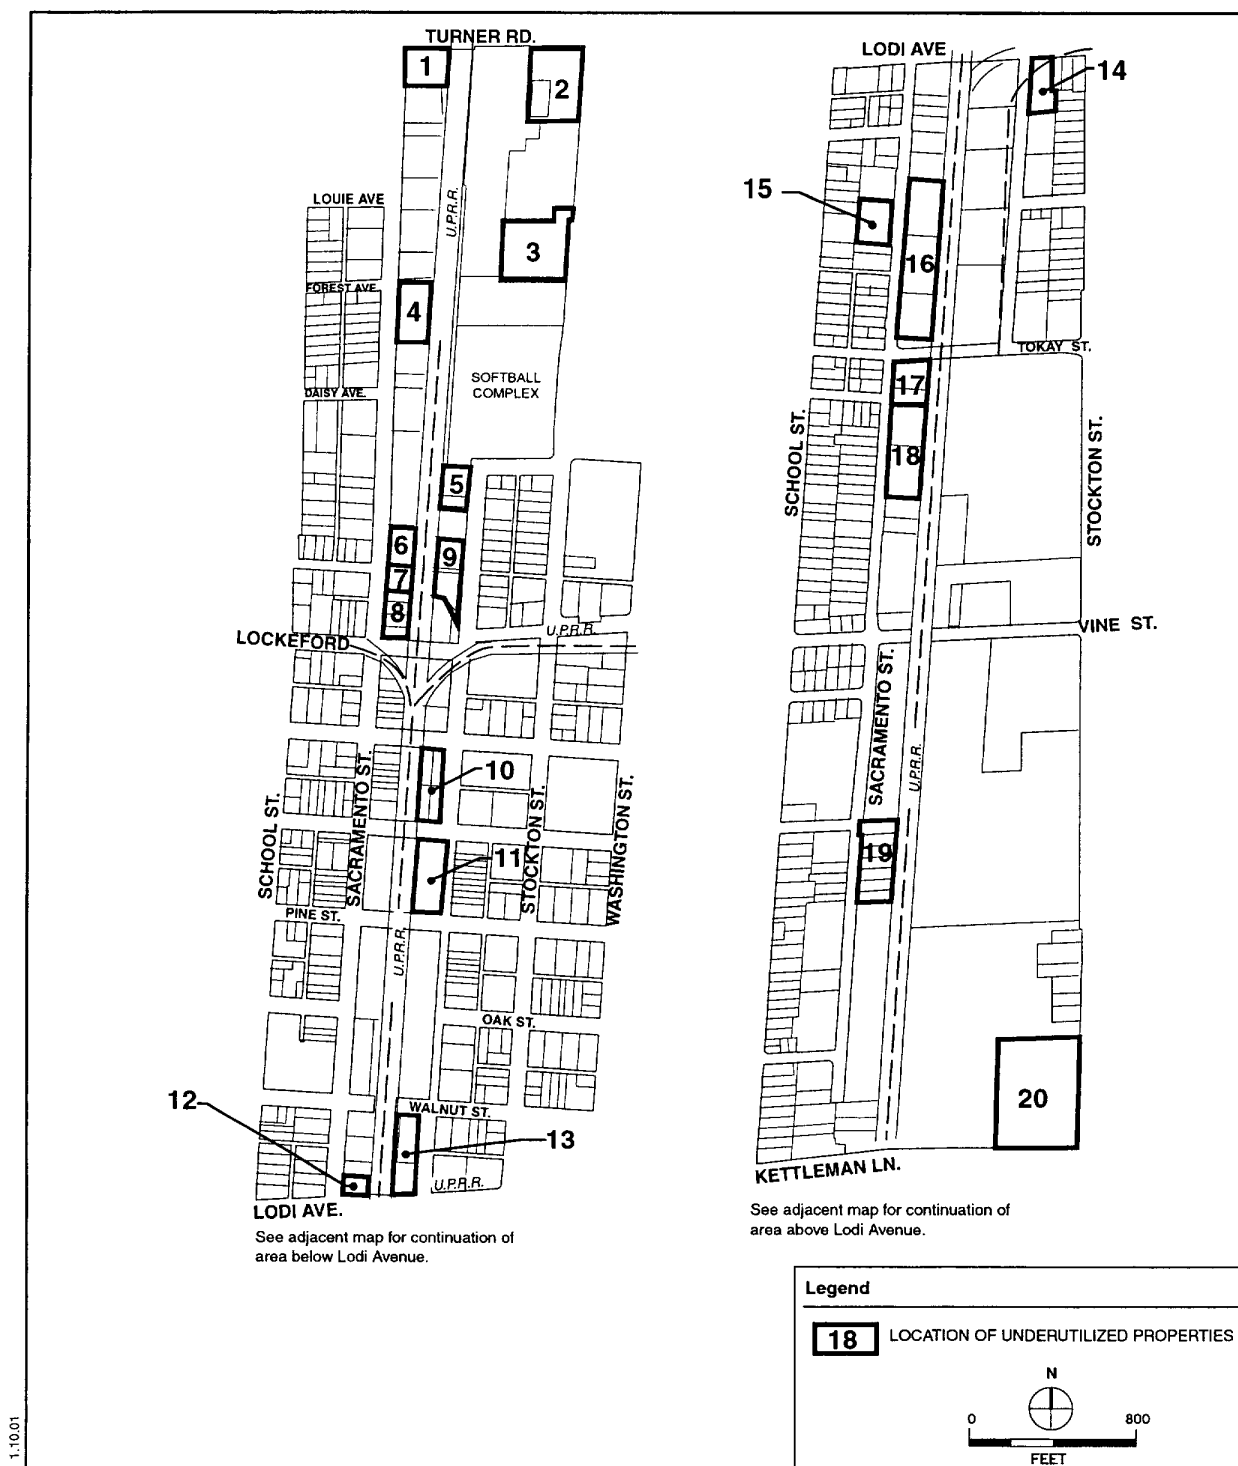 TURNER RD.
1
2
U.P.R.R.
LOUIE AVE
3
FOREST AVE.
4
SOFTBALL
COMPLEX
DAISY AVE.
5
6
9
7
8
LOCKEFORD
U.P.R.R.
10
SCHOOL ST.
SACRAMENTO ST.
STOCKTON ST.
WASHINGTON ST.
11
PINE ST.
U.P.R.R.
OAK ST.
12
WALNUT ST.
13
U.P.R.R.
LODI AVE.
See adjacent map for continuation of
area below Lodi Avenue.
LODI AVE
14
15
16
TOKAY ST.
17
SCHOOL ST.
18
STOCKTON ST.
VINE ST.
SACRAMENTO ST.
U.P.R.R.
19
20
KETTLEMAN LN.
See adjacent map for continuation of
area above Lodi Avenue.
Legend
18 LOCATION OF UNDERUTILIZED PROPERTIES
N
0 800
FEET
1.10.01